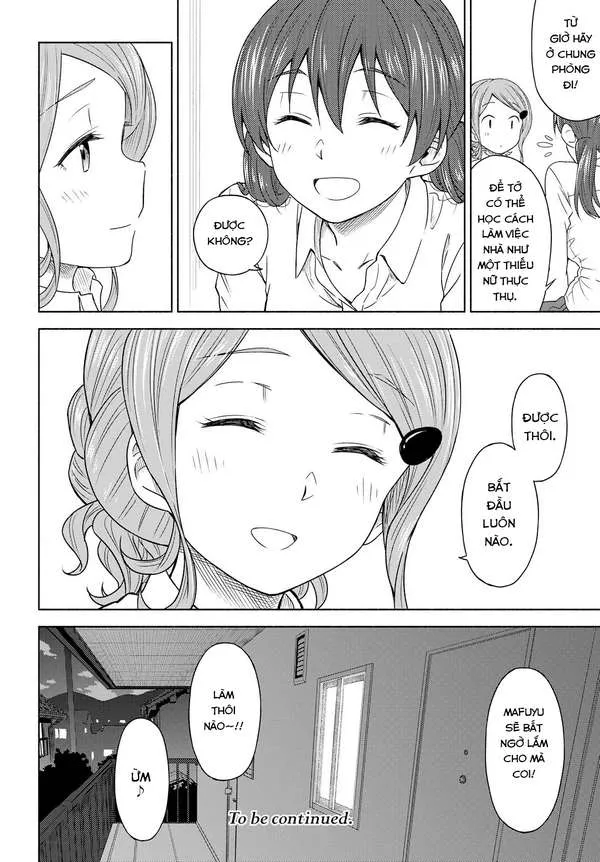 TỪ
GIỜ HÃY
Ở CHUNG
PHÒNG
ĐI!
ĐỂ TỚ
CÓ THỂ
HỌC CÁCH
LÀM VIỆC
NHÀ NHƯ
MỘT THIẾU
NỮ THỰC
THỤ.
ĐƯỢC
KHÔNG?
ĐƯỢC
THÔI.
BẮT
ĐẦU
LUÔN
NÀO.
MAFUYU
SẼ BẤT
NGỜ LẮM
CHO MÀ
COI!
LÀM
THÔI
NÀO~!!
ỪM
♪
To be continued.